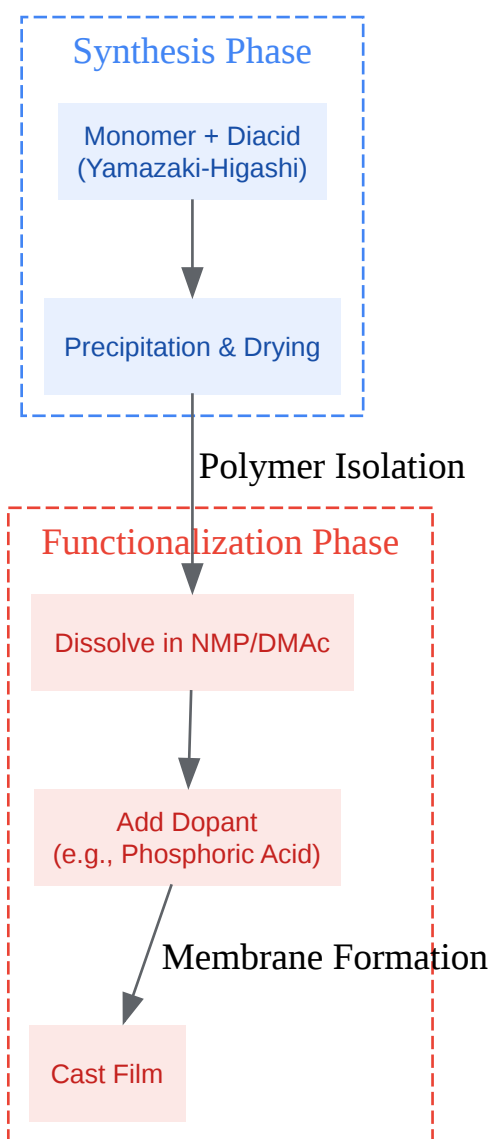 Synthesis Phase
Monomer + Diacid
(Yamazaki-Higashi)
Precipitation & Drying
Polymer Isolation
Functionalization Phase
Dissolve in NMP/DMAc
Add Dopant
(e.g., Phosphoric Acid)
Membrane Formation
Cast Film